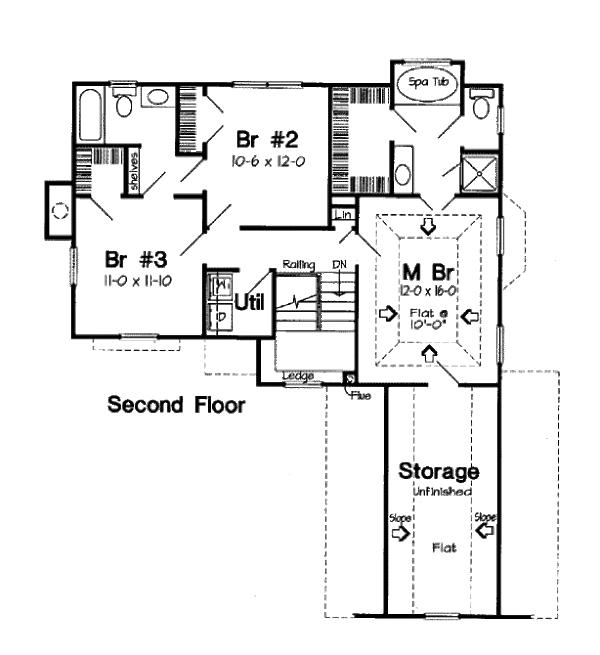 Spa Tub
Br #2
10-6 x 12-0
shelves
Lin
Br #3
11-0 x 11-10
Railing
DN
M Br
12-0 x 16-0
Flat @
10'-0"
W
D
Util
Ledge
Flue
Second Floor
Storage
Unfinished
Slope
Slope
Flat